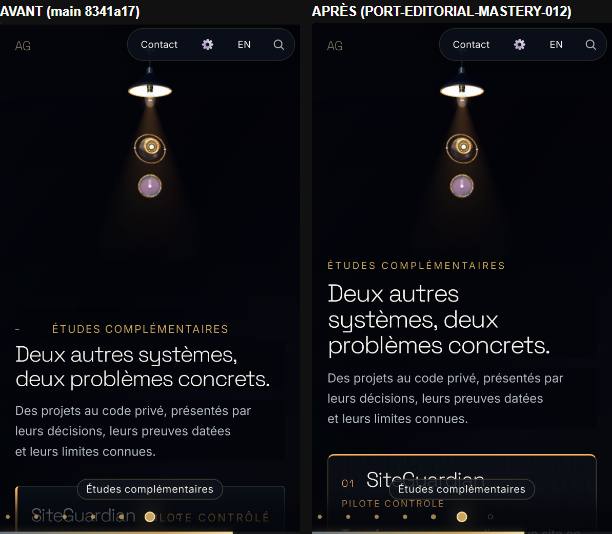 AVANT (main 8341a17)
AG
Contact
EN
- ÉTUDES COMPLÉMENTAIRES
Deux autres systèmes,
deux problèmes concrets.
Des projets au code privé, présentés par
leurs décisions, leurs preuves datées
et leurs limites connues.
Études complémentaires
SiteGuardian PILOTE CONTRÔLÉ
APRÈS (PORT-EDITORIAL-MASTERY-012)
AG
Contact
EN
ÉTUDES COMPLÉMENTAIRES
Deux autres
systèmes, deux
problèmes concrets.
Des projets au code privé, présentés par
leurs décisions, leurs preuves datées
et leurs limites connues.
01 SiteGuardian
Études complémentaires
PILOTE CONTRÔLÉ